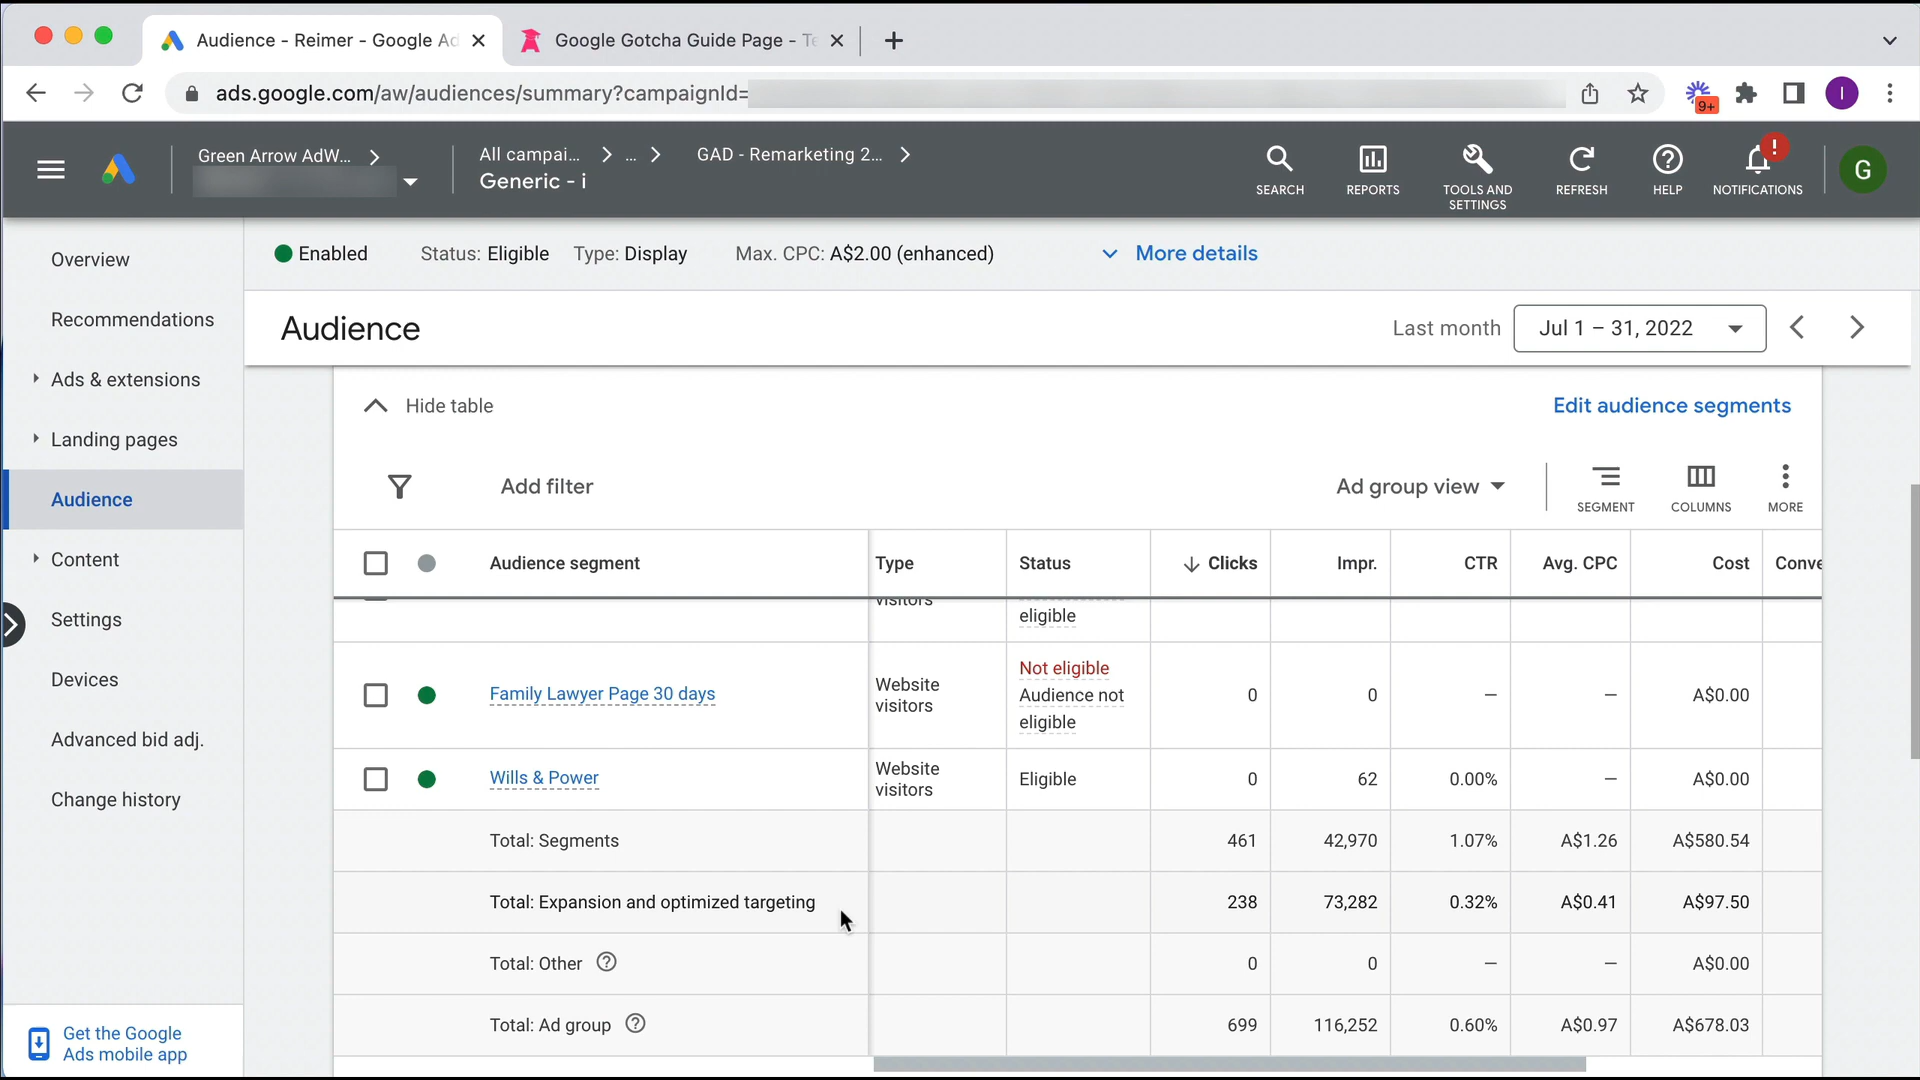 Audience - Reimer - Google Ad
Google Gotcha Guide Page - Te
ads.google.com/aw/audiences/summary?campaignId=
9+
I
Green Arrow AdW...
All campai...
...
GAD - Remarketing 2...
Generic - i
SEARCH
REPORTS
TOOLS AND
SETTINGS
REFRESH
HELP
!
NOTIFICATIONS
G
Overview
Recommendations
Ads & extensions
Landing pages
Audience
Content
Settings
Devices
Advanced bid adj.
Change history
Get the Google
Ads mobile app
Enabled
Status: Eligible
Type: Display
Max. CPC: A$2.00 (enhanced)
More details
Audience
Last month
Jul 1 – 31, 2022
Hide table
Edit audience segments
Add filter
Ad group view
SEGMENT
COLUMNS
MORE
Audience segment Type Status Clicks Impr. CTR Avg. CPC Cost Conve
visitors
eligible
Family Lawyer Page 30 days
Website
visitors
Not eligible
Audience not
eligible
0 0 – – A$0.00
Wills & Power
Website
visitors
Eligible 0 62 0.00% – A$0.00
Total: Segments 461 42,970 1.07% A$1.26 A$580.54
Total: Expansion and optimized targeting 238 73,282 0.32% A$0.41 A$97.50
Total: Other 0 0 – – A$0.00
Total: Ad group 699 116,252 0.60% A$0.97 A$678.03